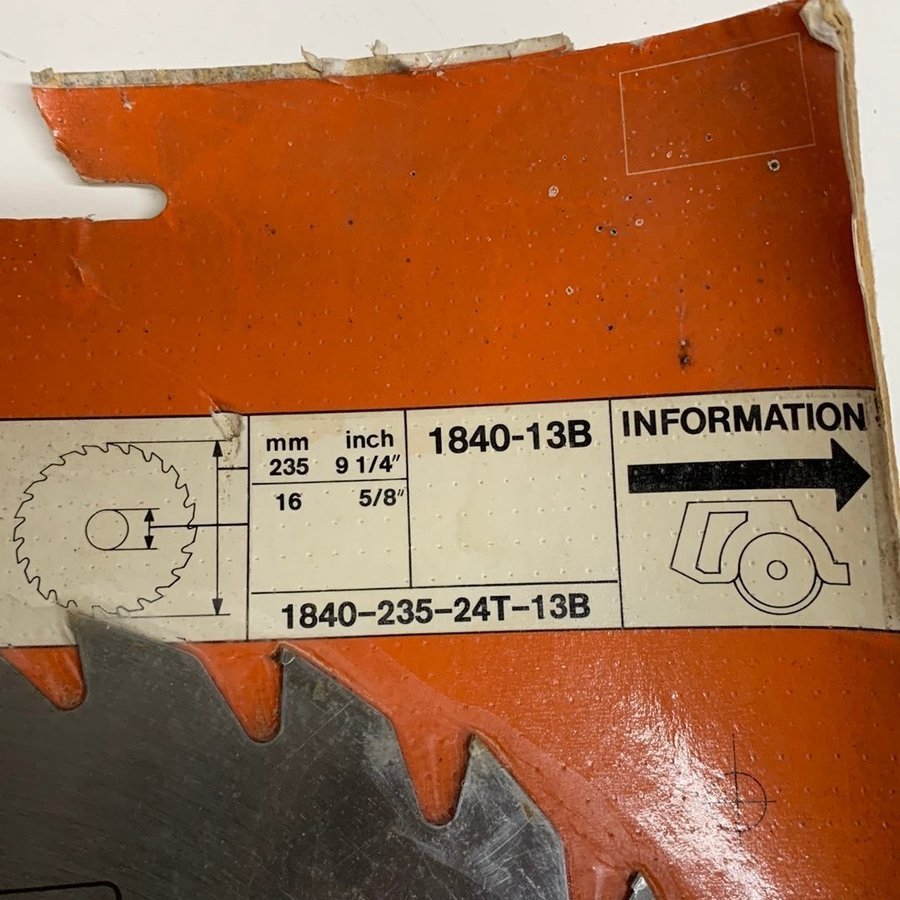 mm inch
235 9 1/4"
16 5/8"
1840-13B
1840-235-24T-13B
INFORMATION